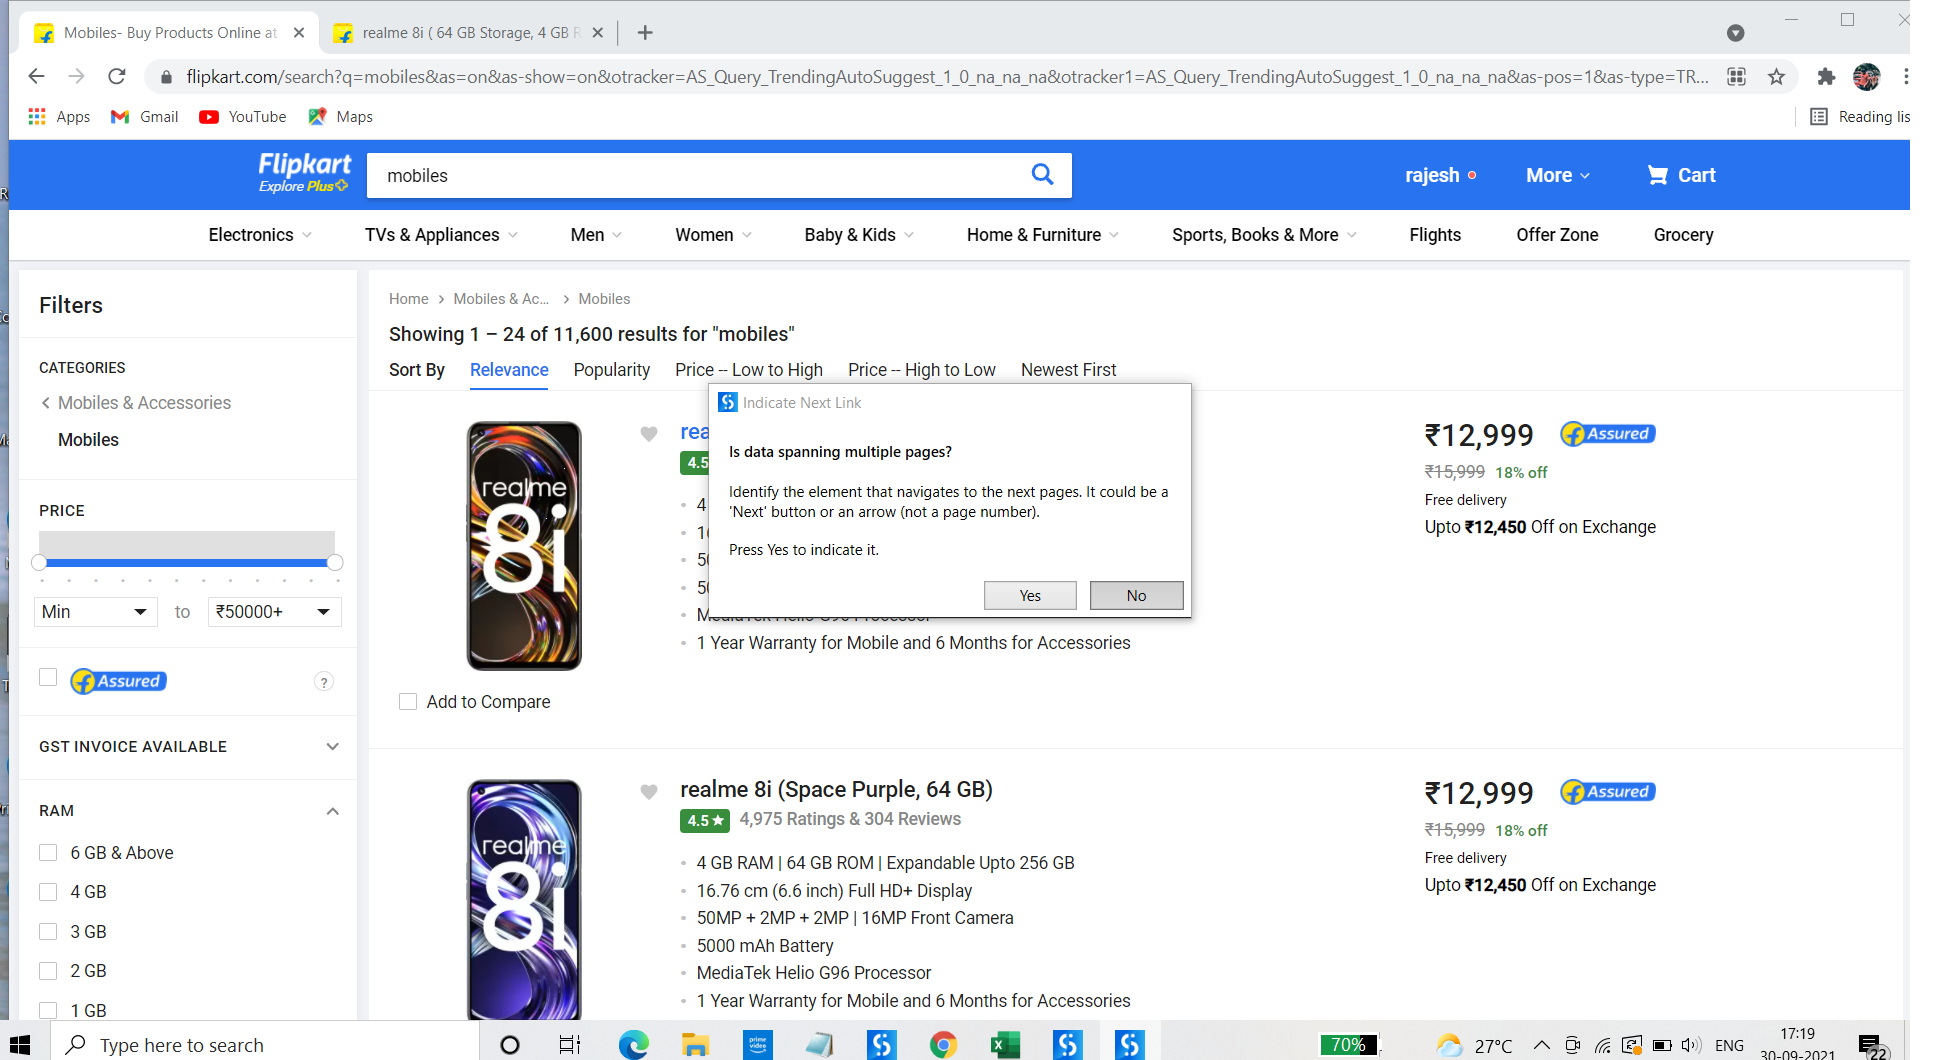 Mobiles- Buy Products Online at
realme 8i ( 64 GB Storage, 4 GB R
flipkart.com/search?q=mobiles&as=on&as-show=on&otracker=AS_Query_TrendingAutoSuggest_1_0_na_na_na&otracker1=AS_Query_TrendingAutoSuggest_1_0_na_na_na&as-pos=1&as-type=TR...
Apps
Gmail
YouTube
Maps
Reading lis
Flipkart
Explore Plus
mobiles
rajesh
More
Cart
Electronics
TVs & Appliances
Men
Women
Baby & Kids
Home & Furniture
Sports, Books & More
Flights
Offer Zone
Grocery
Filters
CATEGORIES
Mobiles & Accessories
Mobiles
PRICE
Min
to
₹50000+
Assured
?
GST INVOICE AVAILABLE
RAM
6 GB & Above
4 GB
3 GB
2 GB
1 GB
Home
Mobiles & Ac...
Mobiles
Showing 1 – 24 of 11,600 results for "mobiles"
Sort By
Relevance
Popularity
Price -- Low to High
Price -- High to Low
Newest First
Indicate Next Link
Is data spanning multiple pages?
Identify the element that navigates to the next pages. It could be a
'Next' button or an arrow (not a page number).
Press Yes to indicate it.
Yes
No
realme
8i
rea
4.5
4
16
50
50
MediaTek Helio G96 Processor
1 Year Warranty for Mobile and 6 Months for Accessories
Add to Compare
₹12,999
Assured
₹15,999 18% off
Free delivery
Upto ₹12,450 Off on Exchange
realme
8i
realme 8i (Space Purple, 64 GB)
4.5★ 4,975 Ratings & 304 Reviews
4 GB RAM | 64 GB ROM | Expandable Upto 256 GB
16.76 cm (6.6 inch) Full HD+ Display
50MP + 2MP + 2MP | 16MP Front Camera
5000 mAh Battery
MediaTek Helio G96 Processor
1 Year Warranty for Mobile and 6 Months for Accessories
₹12,999
Assured
₹15,999 18% off
Free delivery
Upto ₹12,450 Off on Exchange
Type here to search
prime video
70%
27°C
ENG
17:19
30-09-2021
22